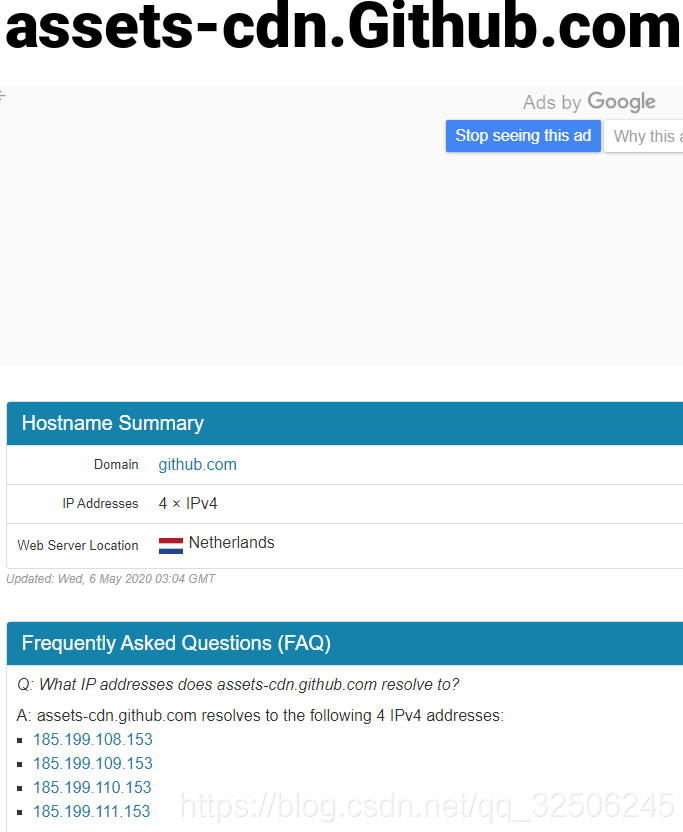 assets-cdn.Github.com
Ads by Google
Stop seeing this ad
Why this
Hostname Summary
Domain github.com
IP Addresses 4 × IPv4
Web Server Location Netherlands
Updated: Wed, 6 May 2020 03:04 GMT
Frequently Asked Questions (FAQ)
Q: What IP addresses does assets-cdn.github.com resolve to?
A: assets-cdn.github.com resolves to the following 4 IPv4 addresses:
185.199.108.153
185.199.109.153
185.199.110.153
185.199.111.153
https://blog.csdn.net/qq_32506245